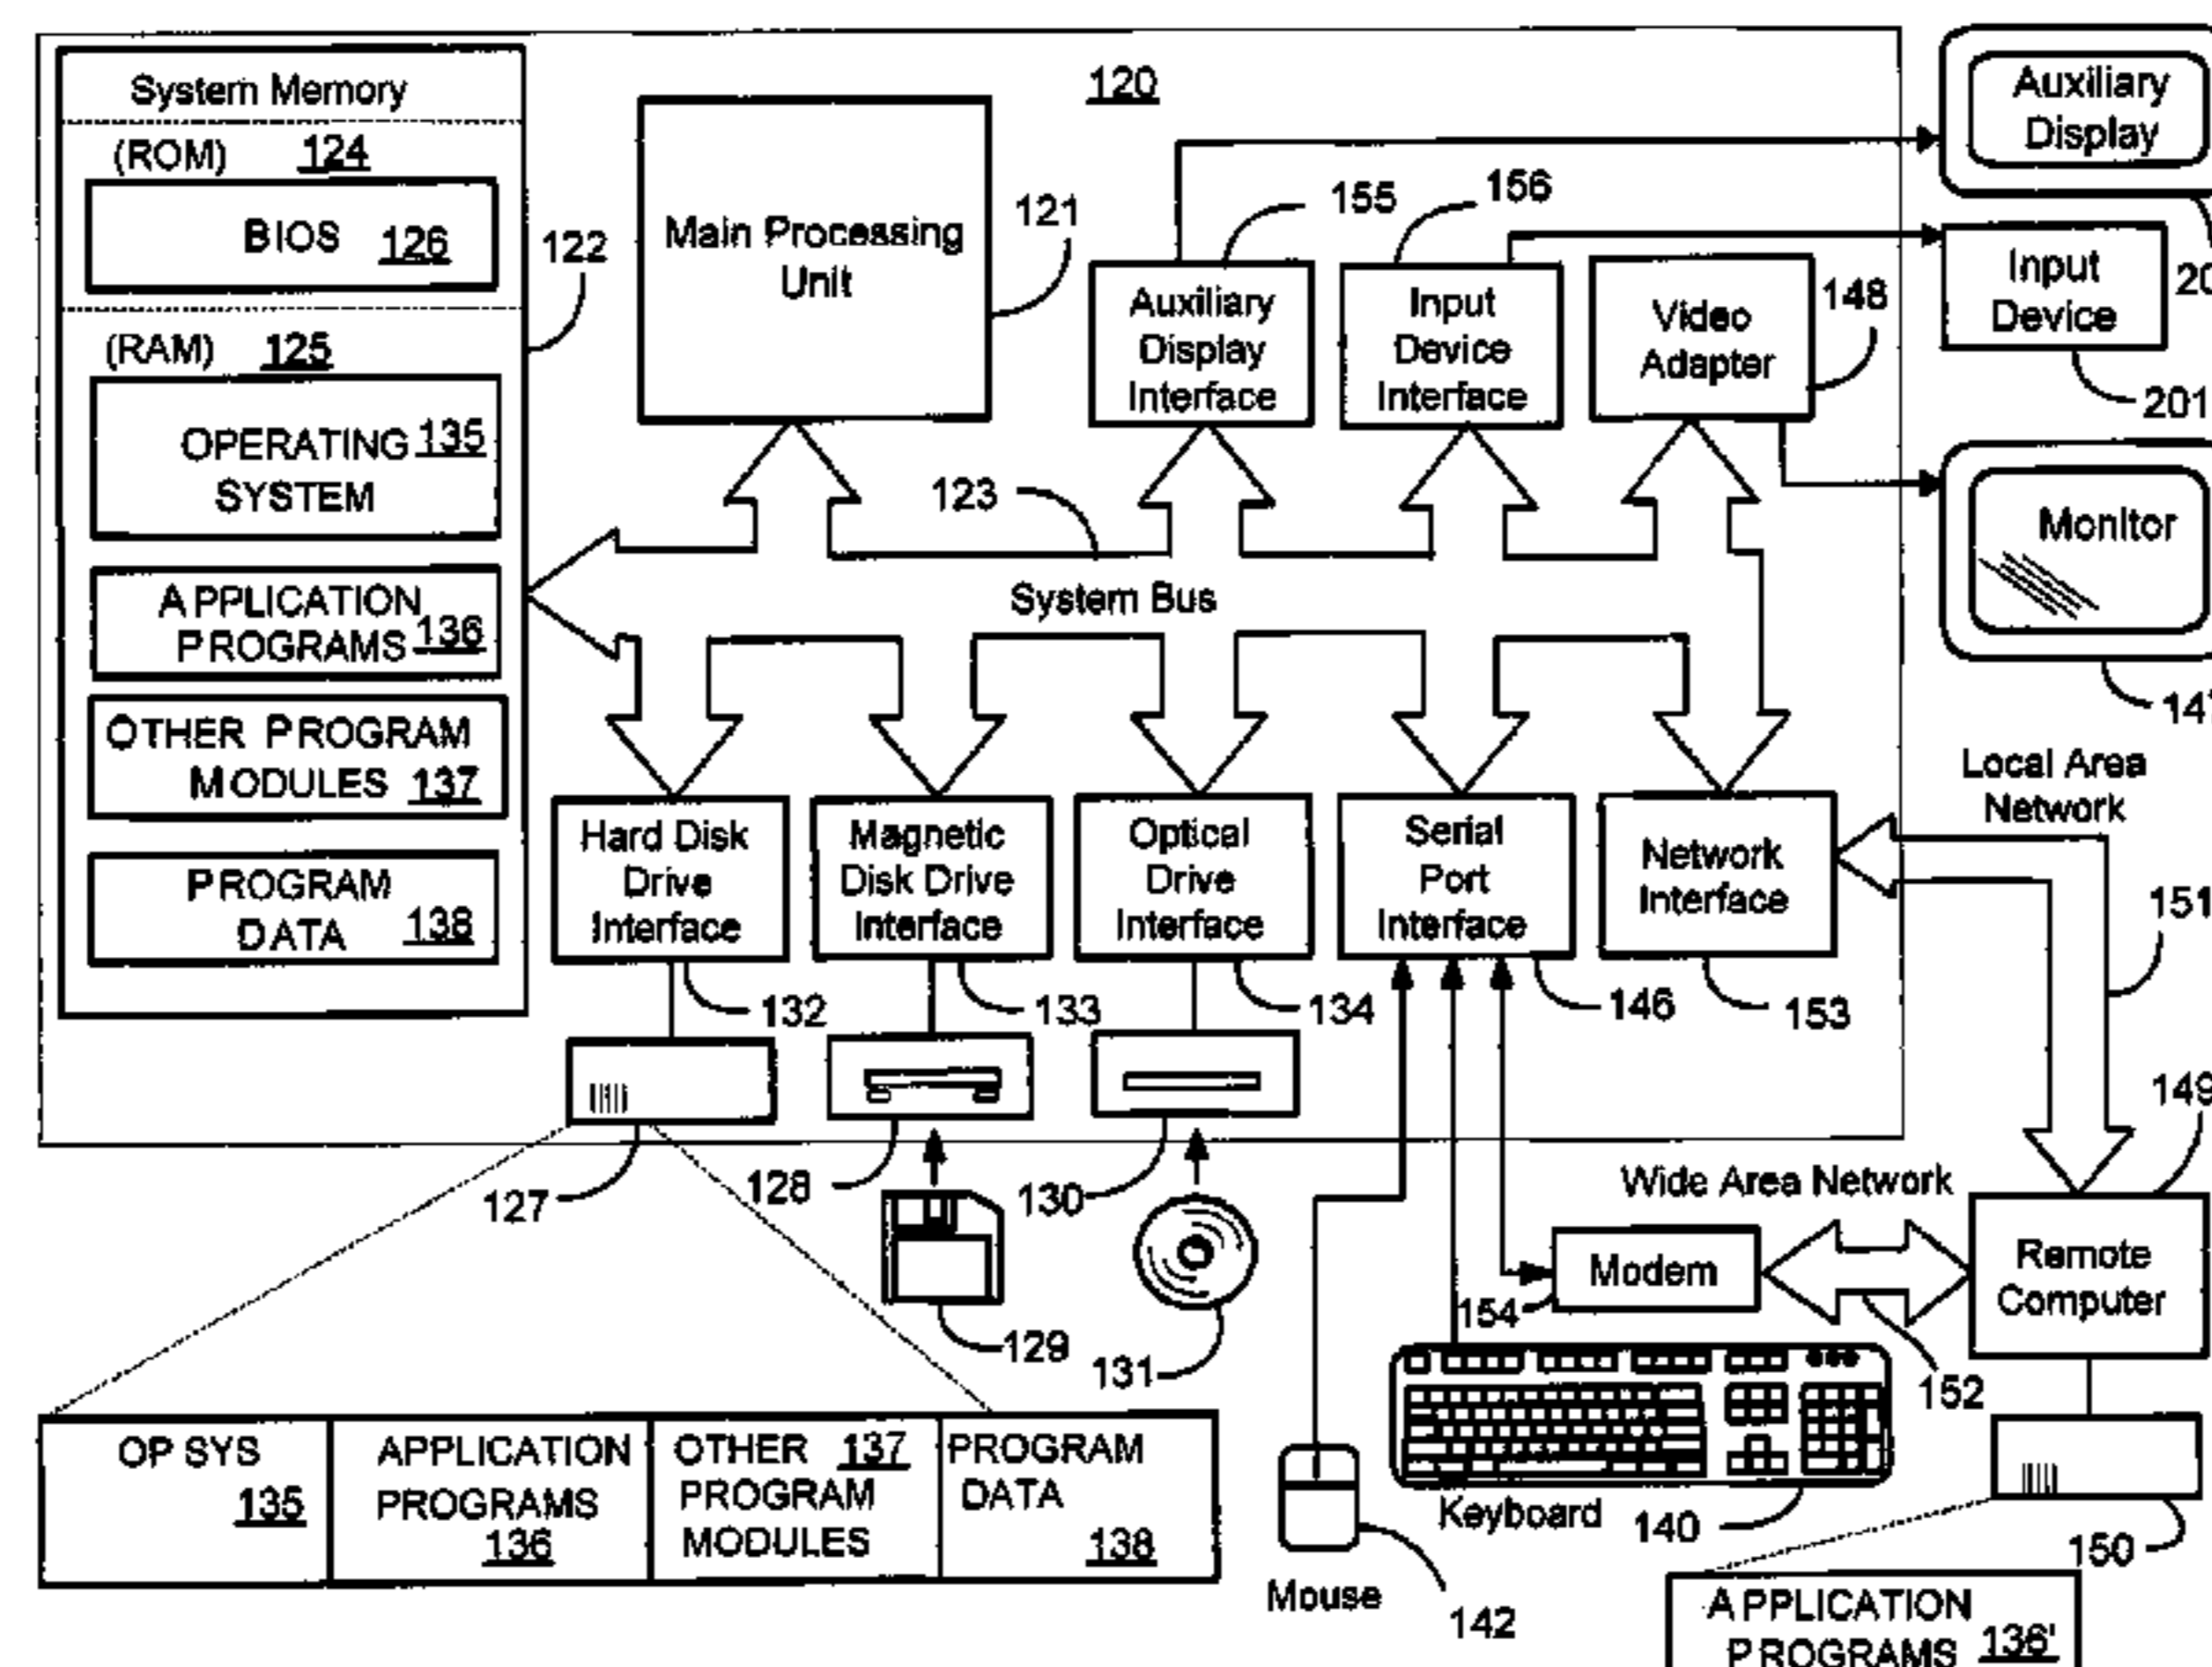 System Memory
(ROM) 124
BIOS 126
(RAM) 125
OPERATING 135
SYSTEM
APPLICATION
PROGRAMS 136
OTHER PROGRAM
MODULES 137
PROGRAM
DATA 138
122
120
Main Processing
Unit
121
155
Auxiliary
Display
Interface
156
Input
Device
Interface
Video
Adapter
148
Auxiliary
Display
20
Input
Device
201
Monitor
14
123
System Bus
Hard Disk
Drive
Interface
132
Magnetic
Disk Drive
Interface
133
Optical
Drive
Interface
134
Serial
Port
Interface
146
Network
Interface
153
Local Area
Network
151
149
127
128
130
129
131
Wide Area Network
Modem
154
Remote
Computer
152
OP SYS
135
APPLICATION
PROGRAMS
136
OTHER 137
PROGRAM
MODULES
PROGRAM
DATA
138
Mouse
142
Keyboard 140
150
APPLICATION
PROGRAMS 136'